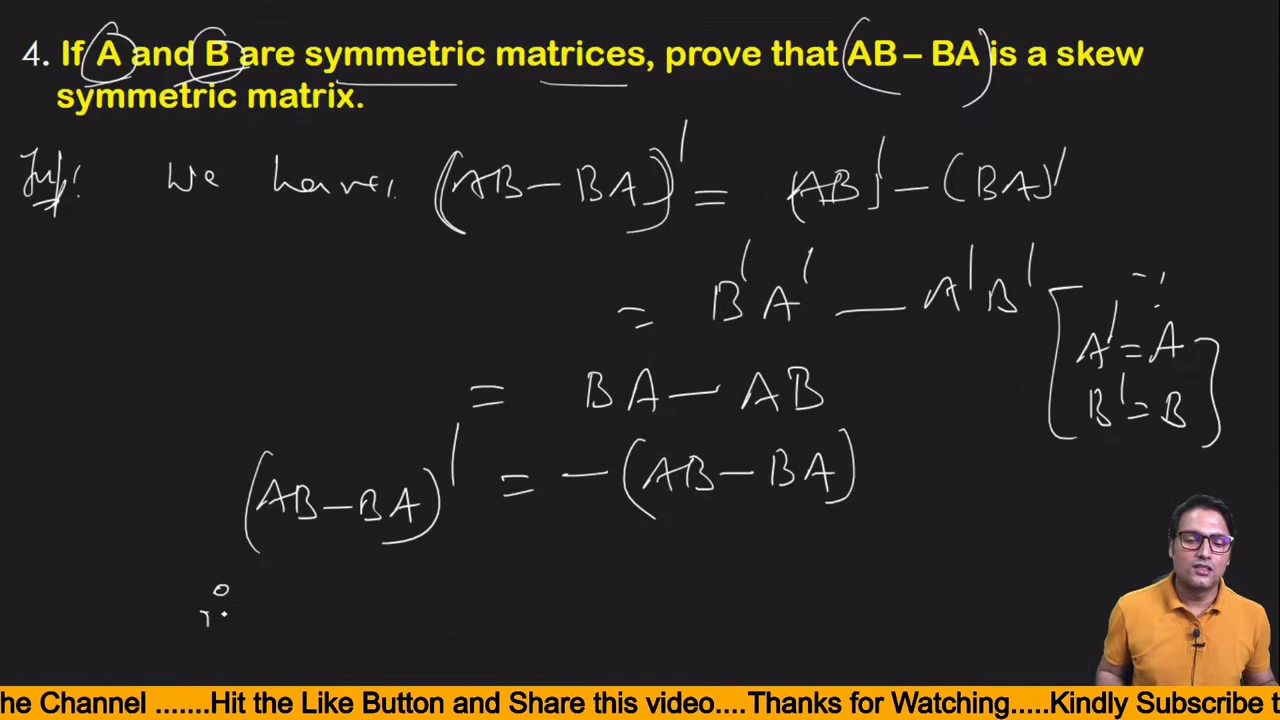 4. If A and B are symmetric matrices, prove that AB – BA is a skew
symmetric matrix.
We have: (AB – BA)' = (AB)' – (BA)'
= B'A' – A'B'
[∵ A' = A
B' = B]
= BA – AB
(AB – BA)' = – (AB – BA)
∴
he Channel .......Hit the Like Button and Share this video....Thanks for Watching.....Kindly Subscribe t